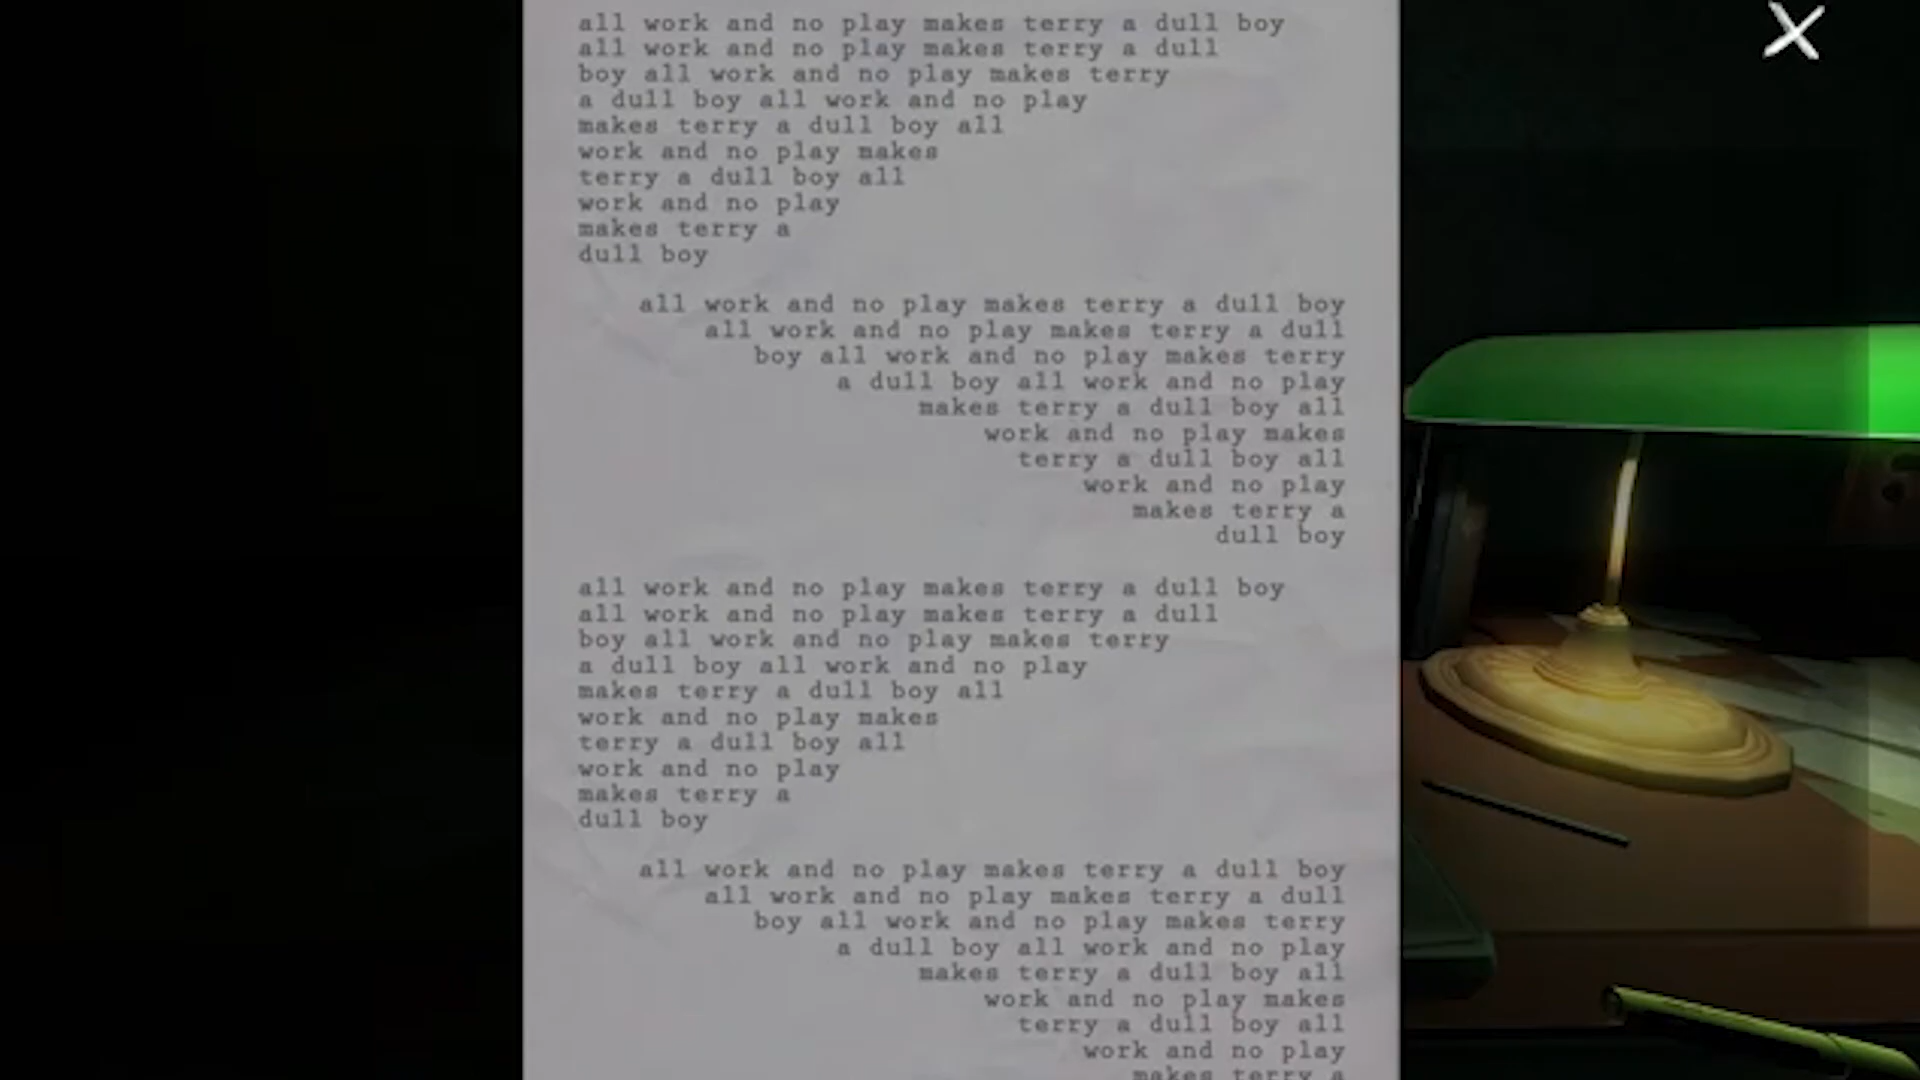 all work and no play makes terry a dull boy
all work and no play makes terry a dull
boy all work and no play makes terry
a dull boy all work and no play
makes terry a dull boy all
work and no play makes
terry a dull boy all
work and no play
makes terry a
dull boy
all work and no play makes terry a dull boy
all work and no play makes terry a dull
boy all work and no play makes terry
a dull boy all work and no play
makes terry a dull boy all
work and no play makes
terry a dull boy all
work and no play
makes terry a
dull boy
all work and no play makes terry a dull boy
all work and no play makes terry a dull
boy all work and no play makes terry
a dull boy all work and no play
makes terry a dull boy all
work and no play makes
terry a dull boy all
work and no play
makes terry a
dull boy
all work and no play makes terry a dull boy
all work and no play makes terry a dull
boy all work and no play makes terry
a dull boy all work and no play
makes terry a dull boy all
work and no play makes
terry a dull boy all
work and no play
makes terry a